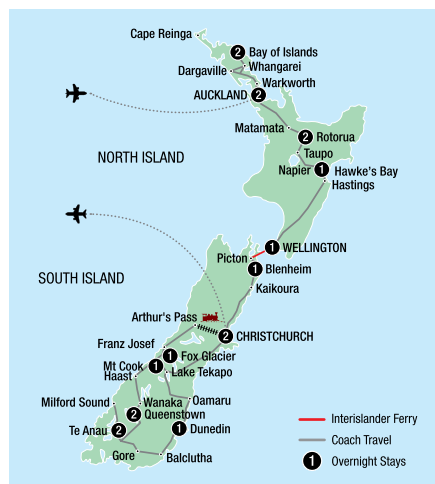 Cape Reinga
2 Bay of Islands
Whangarei
Dargaville
Warkworth
AUCKLAND 2
Matamata
2 Rotorua
Taupo
NORTH ISLAND
Napier 1 Hawke's Bay
Hastings
1 WELLINGTON
Picton
1 Blenheim
SOUTH ISLAND
Kaikoura
Arthur's Pass
2 CHRISTCHURCH
Franz Josef
1 Fox Glacier
Mt Cook 1
Lake Tekapo
Haast
Milford Sound
Wanaka
Oamaru
2 Queenstown
Te Anau 2
1 Dunedin
Gore
Balclutha
Interislander Ferry
Coach Travel
1 Overnight Stays